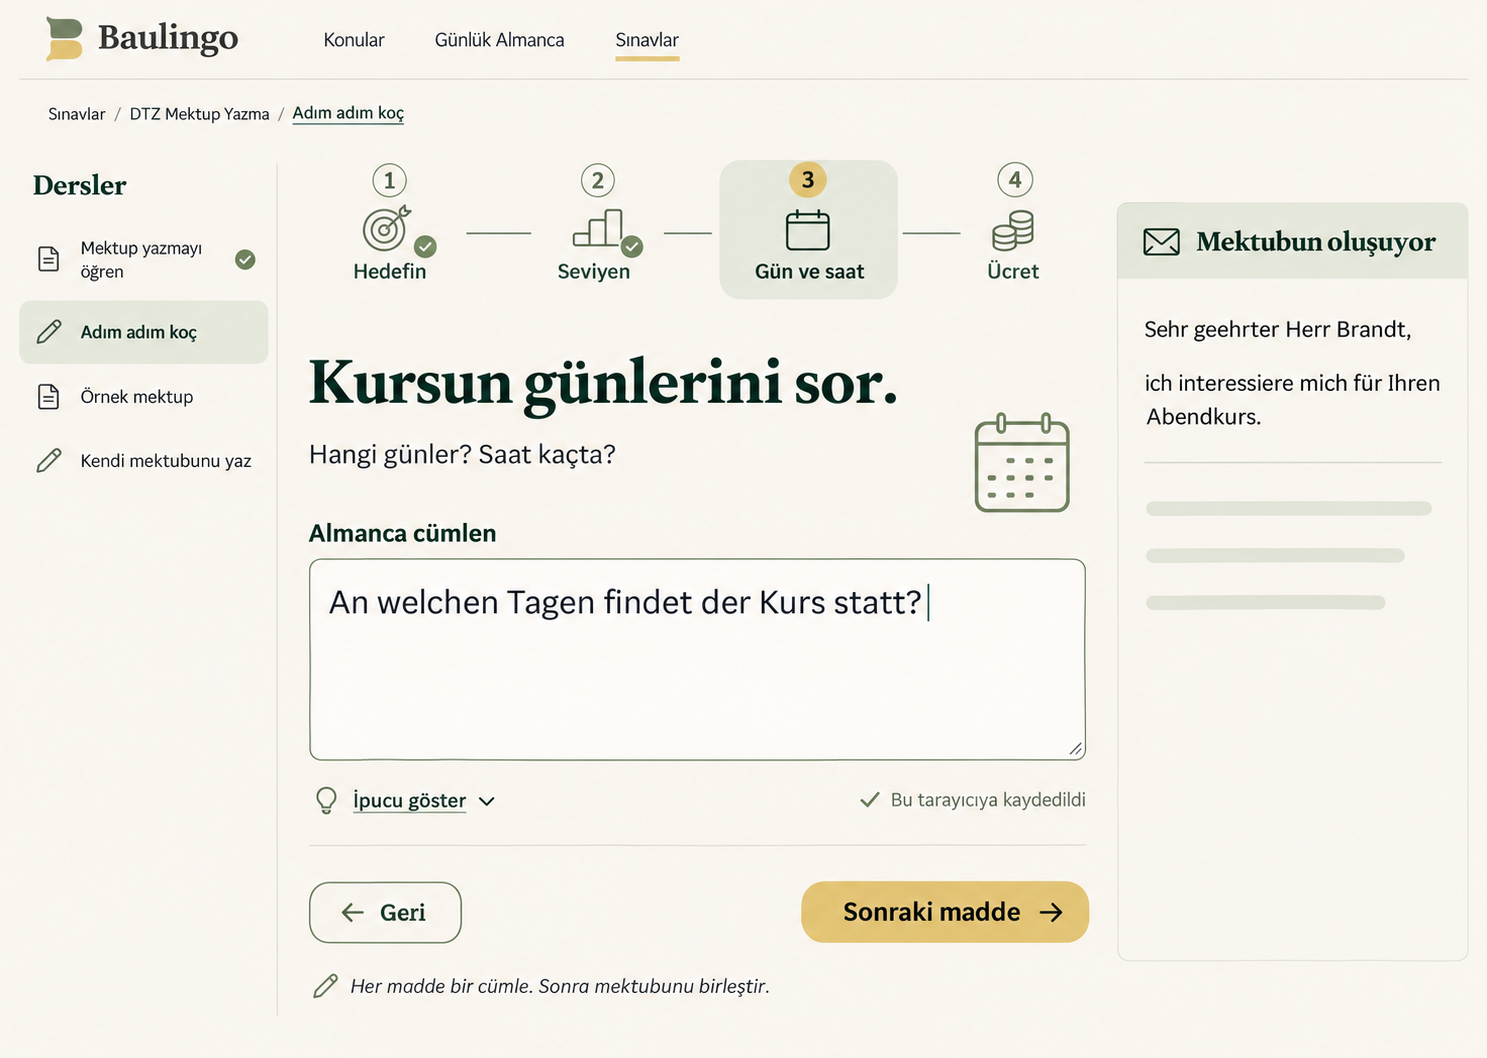 Baulingo
Konular
Günlük Almanca
Sınavlar
Sınavlar / DTZ Mektup Yazma / Adım adım koç
Dersler
Mektup yazmayı
öğren
Adım adım koç
Örnek mektup
Kendi mektubunu yaz
1
Hedefin
2
Seviyen
3
Gün ve saat
4
Ücret
Kursun günlerini sor.
Hangi günler? Saat kaçta?
Almanca cümlen
An welchen Tagen findet der Kurs statt?
İpucu göster
Bu tarayıcıya kaydedildi
Geri
Sonraki madde
Her madde bir cümle. Sonra mektubunu birleştir.
Mektubun oluşuyor
Sehr geehrter Herr Brandt,
ich interessiere mich für Ihren
Abendkurs.